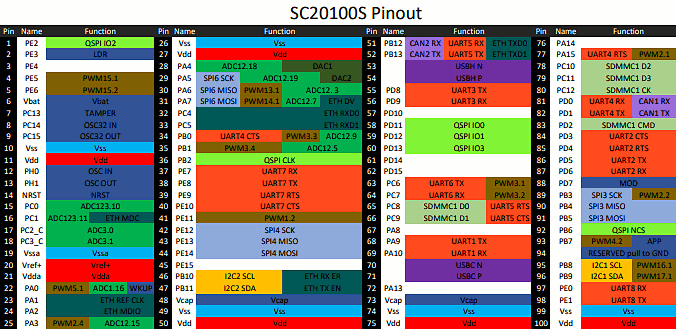 SC20100S Pinout
Pin Name Pin Name Pin Name Pin Name
1 PE2 QSPI IO2
2 PE3 LDR
3 PE4
4 PE5 PWM15.1
5 PE6 PWM15.2
6 Vbat Vbat
7 PC13 TAMPER
8 PC14 OSC32 IN
9 PC15 OSC32 OUT
10 Vss Vss
11 Vdd Vdd
12 PH0 OSC IN
13 PH1 OSC OUT
14 NRST NRST
15 PC0 ADC123.10
16 PC1 ADC123.11 ETH MDC
17 PC2_C ADC3.0
18 PC3_C ADC3.1
19 Vssa Vssa
20 Vref+ Vref+
21 Vdda Vdda
22 PA0 PWM5.1 ADC1.16 WKUP
23 PA1 ETH REF CLK
24 PA2 ETH MDIO
25 PA3 PWM2.4 ADC12.15
26 Vss Vss
27 Vdd Vdd
28 PA4 ADC12.18 DAC1
29 PA5 SPI6 SCK ADC12.19 DAC2
30 PA6 SPI6 MISO PWM13.1 ADC12.3
31 PA7 SPI6 MOSI PWM14.1 ADC12.7 ETH DV
32 PC4 ETH RXD0
33 PC5 ETH RXD1
34 PB0 UART4 CTS PWM3.3 ADC12.9
35 PB1 PWM3.4 ADC12.5
36 PB2 QSPI CLK
37 PE7 UART7 RX
38 PE8 UART7 TX
39 PE9 UART7 RTS
40 PE10 UART7 CTS
41 PE11 PWM1.2
42 PE12 SPI4 SCK
43 PE13 SPI4 MISO
44 PE14 SPI4 MOSI
45 PE15
46 PB10 I2C2 SCL ETH RX ER
47 PB11 I2C2 SDA ETH TX EN
48 Vcap Vcap
49 Vss Vss
50 Vdd Vdd
51 PB12 CAN2 RX UART5 RX ETH TXD0
52 PB13 CAN2 TX UART5 TX ETH TXD1
53 USBH N
54 USBH P
55 PD8 UART3 TX
56 PD9 UART3 RX
57 PD10
58 PD11 QSPI IO0
59 PD12 QSPI IO1
60 PD13 QSPI IO3
61 PD14
62 PD15
63 PC6 UART6 TX PWM3.1
64 PC7 UART6 RX PWM3.2
65 PC8 SDMMC1 D0 UART5 RTS
66 PC9 SDMMC1 D1 UART5 CTS
67 PA8
68 PA9 UART1 TX
69 PA10 UART1 RX
70 USBC N
71 USBC P
72 PA13
73 Vcap Vcap
74 Vss Vss
75 Vdd Vdd
76 PA14
77 PA15 UART4 RTS PWM2.1
78 PC10 SDMMC1 D2
79 PC11 SDMMC1 D3
80 PC12 SDMMC1 CK
81 PD0 UART4 RX CAN1 RX
82 PD1 UART4 TX CAN1 TX
83 PD2 SDMMC1 CMD
84 PD3 UART2 CTS
85 PD4 UART2 RTS
86 PD5 UART2 TX
87 PD6 UART2 RX
88 PD7 MOD
89 PB3 SPI3 SCK PWM2.2
90 PB4 SPI3 MISO
91 PB5 SPI3 MOSI
92 PB6 QSPI NCS
93 PB7 PWM4.2 APP
94 RESERVED pull to GND
95 PB8 I2C1 SCL PWM16.1
96 PB9 I2C1 SDA PWM17.1
97 PE0 UART8 RX
98 PE1 UART8 TX
99 Vss Vss
100 Vdd Vdd